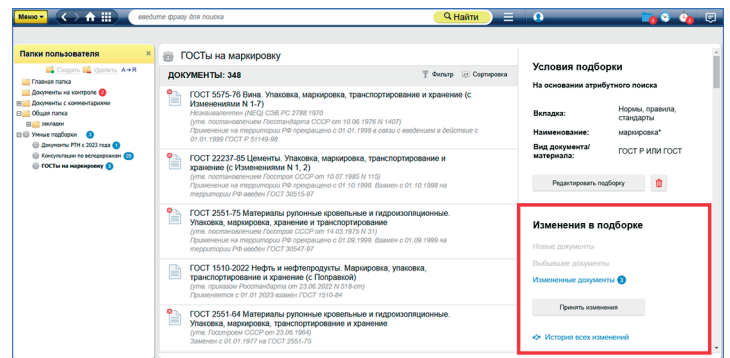 Меню
введите фразу для поиска
Найти
Папки пользователя
Создать Удалить А→Я
Главная папка
Документы на контроле 2
Документы с комментариями
Общая папка
закладки
Умные подборки 3
Документы РТН с 2023 года 1
Консультации по велодорожкам
ГОСТы на маркировку 3
ГОСТы на маркировку
ДОКУМЕНТЫ: 348
Фильтр Сортировка
ГОСТ 5575-76 Вина. Упаковка, маркировка, транспортирование и хранение (с
Изменениями N 1-7)
Неэквивалентен (NEQ) СЭВ РС 2788:1970
(утв. постановлением Госстандарта СССР от 10.06.1976 N 1407)
Применение на территории РФ прекращено с 01.01.1999 в связи с введением в действие с
01.01.1999 ГОСТ Р 51149-98
ГОСТ 22237-85 Цементы. Упаковка, маркировка, транспортирование и
хранение (с Изменениями N 1, 2)
(утв. постановлением Госстроя СССР от 10.07.1985 N 115)
Применение на территории РФ прекращено с 01.10.1998. Взамен с 01.10.1998 на
территории РФ введен ГОСТ 30515-97
ГОСТ 2551-75 Материалы рулонные кровельные и гидроизоляционные.
Упаковка, маркировка, хранение и транспортирование
(утв. постановлением Госстроя СССР от 14.03.1975 N 31)
Применение на территории РФ прекращено с 01.09.1999. Взамен с 01.09.1999 на
территории РФ введен ГОСТ 30547-97
ГОСТ 1510-2022 Нефть и нефтепродукты. Маркировка, упаковка,
транспортирование и хранение (с Поправкой)
(утв. приказом Росстандарта от 23.06.2022 N 518-ст)
Применяется с 01.01.2023 взамен ГОСТ 1510-84
ГОСТ 2551-64 Материалы рулонные кровельные и гидроизоляционные.
Упаковка, маркировка, транспортирование и хранение
(утв. Госстроем СССР от 23.06.1964)
Заменен с 01.01.1977 на ГОСТ 2551-75
Условия подборки
На основании атрибутного поиска
Вкладка: Нормы, правила,
стандарты
Наименование: маркировка*
Вид документа/
материала: ГОСТ Р ИЛИ ГОСТ
Редактировать подборку
Изменения в подборке
Новые документы
Выбывшие документы
Измененные документы 3
Принять изменения
История всех изменений